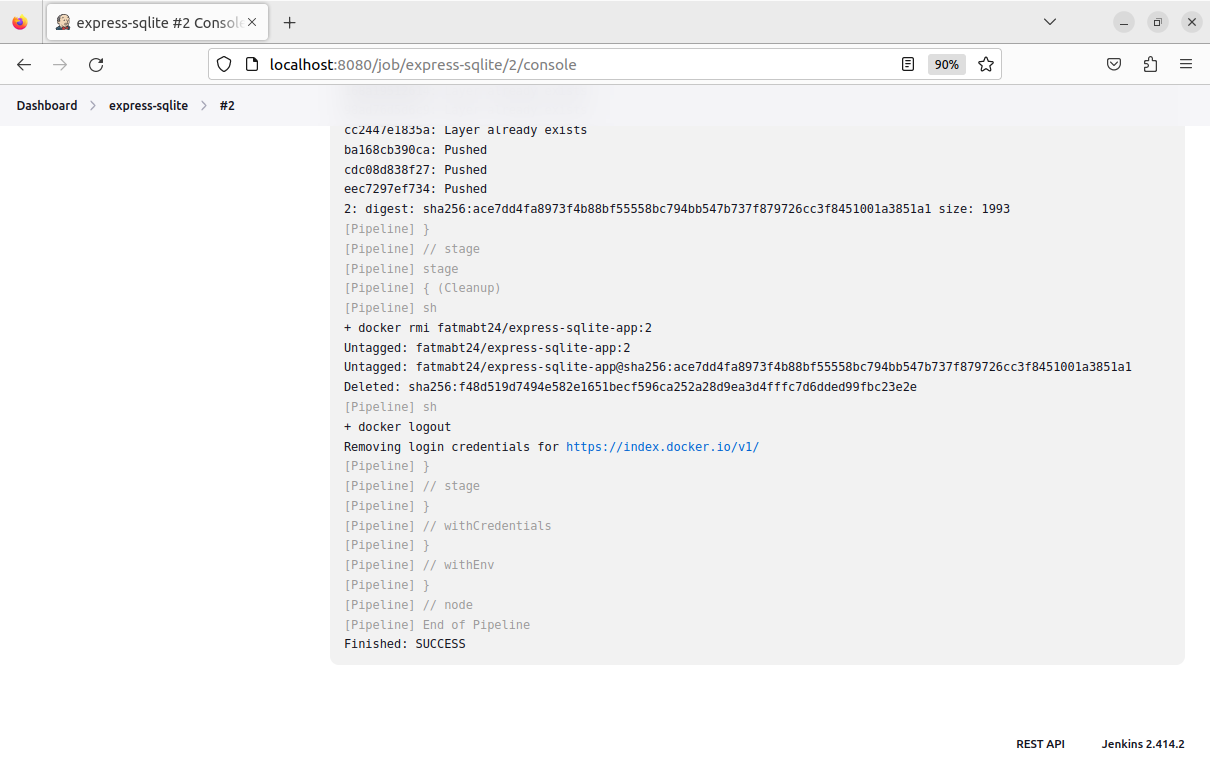 express-sqlite #2 Consol
localhost:8080/job/express-sqlite/2/console
90%
Dashboard
express-sqlite
#2
cc2447e1835a: Layer already exists
ba168cb390ca: Pushed
cdc08d838f27: Pushed
eec7297ef734: Pushed
2: digest: sha256:ace7dd4fa8973f4b88bf55558bc794bb547b737f879726cc3f8451001a3851a1 size: 1993
[Pipeline] }
[Pipeline] // stage
[Pipeline] stage
[Pipeline] { (Cleanup)
[Pipeline] sh
+ docker rmi fatmabt24/express-sqlite-app:2
Untagged: fatmabt24/express-sqlite-app:2
Untagged: fatmabt24/express-sqlite-app@sha256:ace7dd4fa8973f4b88bf55558bc794bb547b737f879726cc3f8451001a3851a1
Deleted: sha256:f48d519d7494e582e1651becf596ca252a28d9ea3d4fffc7d6dded99fbc23e2e
[Pipeline] sh
+ docker logout
Removing login credentials for https://index.docker.io/v1/
[Pipeline] }
[Pipeline] // stage
[Pipeline] }
[Pipeline] // withCredentials
[Pipeline] }
[Pipeline] // withEnv
[Pipeline] }
[Pipeline] // node
[Pipeline] End of Pipeline
Finished: SUCCESS
REST API
Jenkins 2.414.2